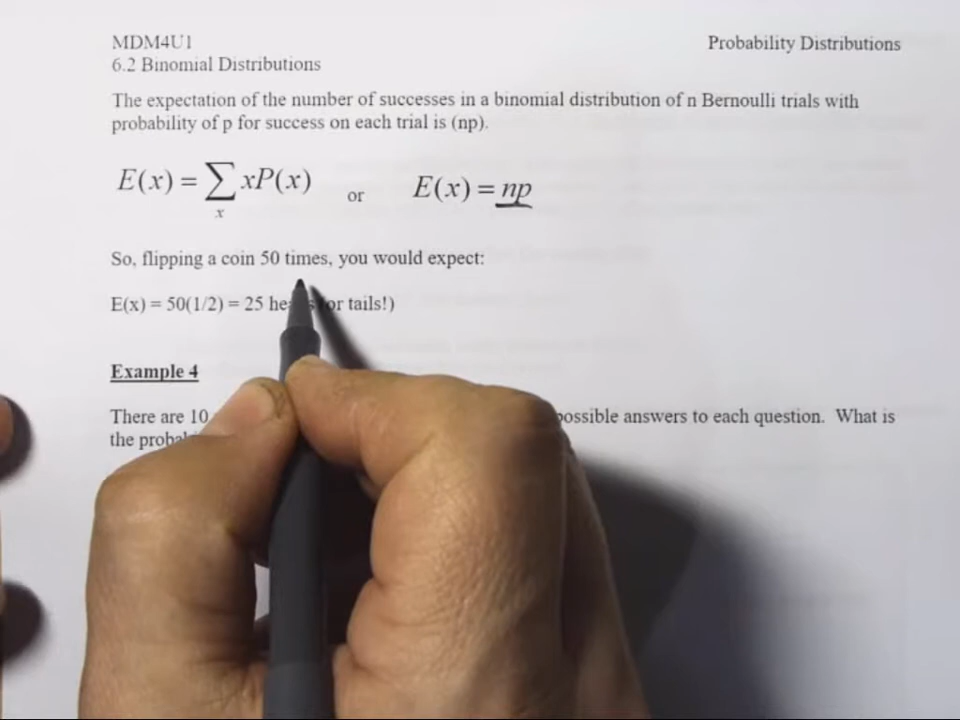 MDM4U1
Probability Distributions
6.2 Binomial Distributions
The expectation of the number of successes in a binomial distribution of n Bernoulli trials with
probability of p for success on each trial is (np).
E(x) = ∑ xP(x) or E(x) = np
x
So, flipping a coin 50 times, you would expect:
E(x) = 50(1/2) = 25 or tails!)
Example 4
There are 10 possible answers to each question. What is
the